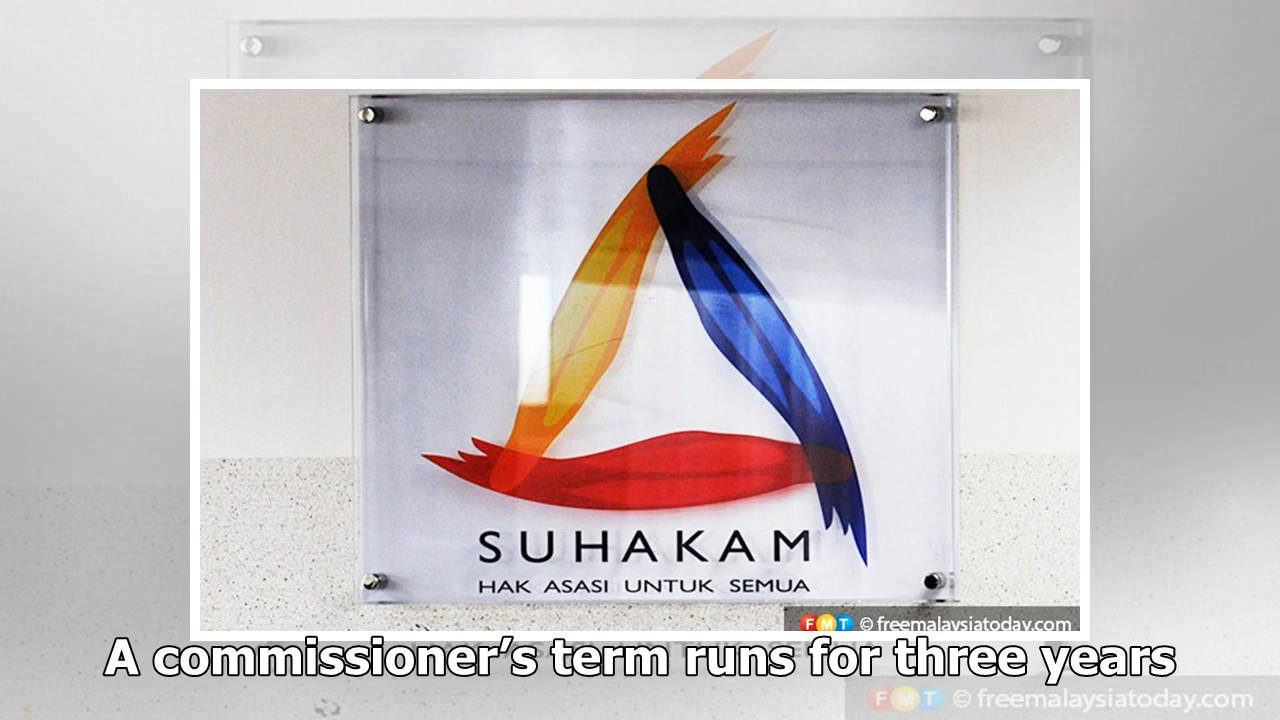 SUHAKAM
HAK ASASI UNTUK SEMUA
FMT © freemalaysiatoday.com
A commissioner’s term runs for three years
FMT © freemalaysiatoday.com